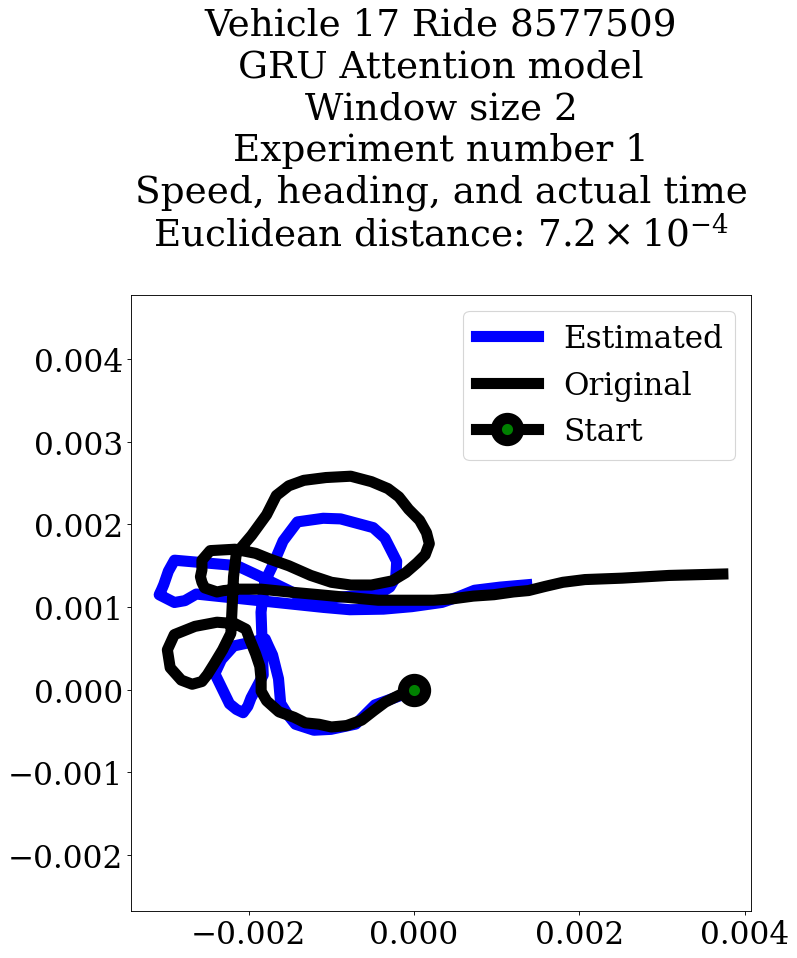 Vehicle 17 Ride 8577509
GRU Attention model
Window size 2
Experiment number 1
Speed, heading, and actual time
Euclidean distance: 7.2 × 10⁻⁴
Estimated
Original
Start
0.004
0.003
0.002
0.001
0.000
−0.001
−0.002
−0.002
0.000
0.002
0.004